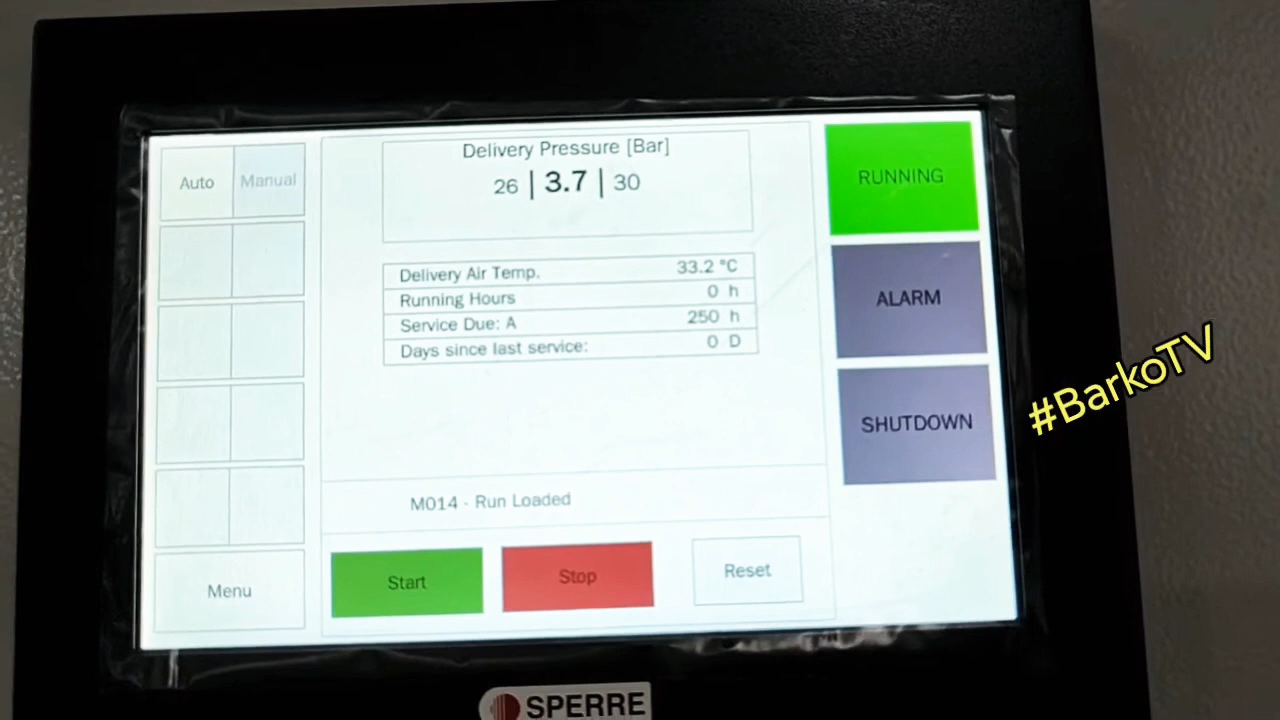 Auto Manual
Menu
Delivery Pressure [Bar]
26 | 3.7 | 30
Delivery Air Temp. 33.2 °C
Running Hours 0 h
Service Due: A 250 h
Days since last service: 0 D
M014 - Run Loaded
Start Stop Reset
RUNNING
ALARM
SHUTDOWN
#BarkoTV
SPERRE